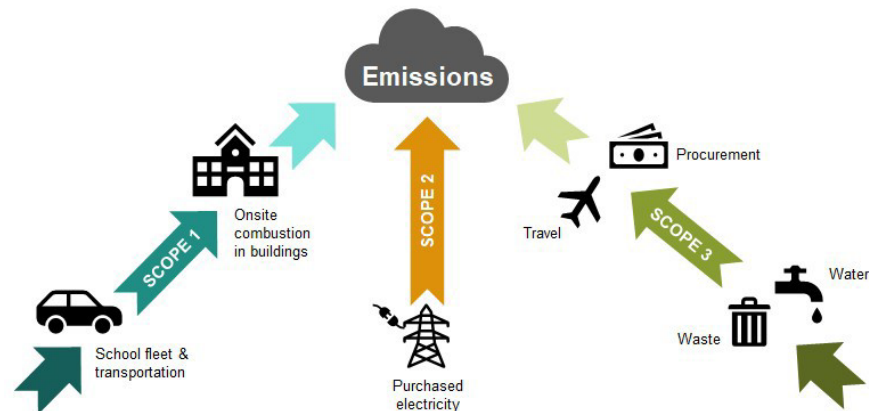 Emissions
SCOPE 1
Onsite
combustion
in buildings
School fleet &
transportation
SCOPE 2
Purchased
electricity
Procurement
Travel
SCOPE 3
Water
Waste